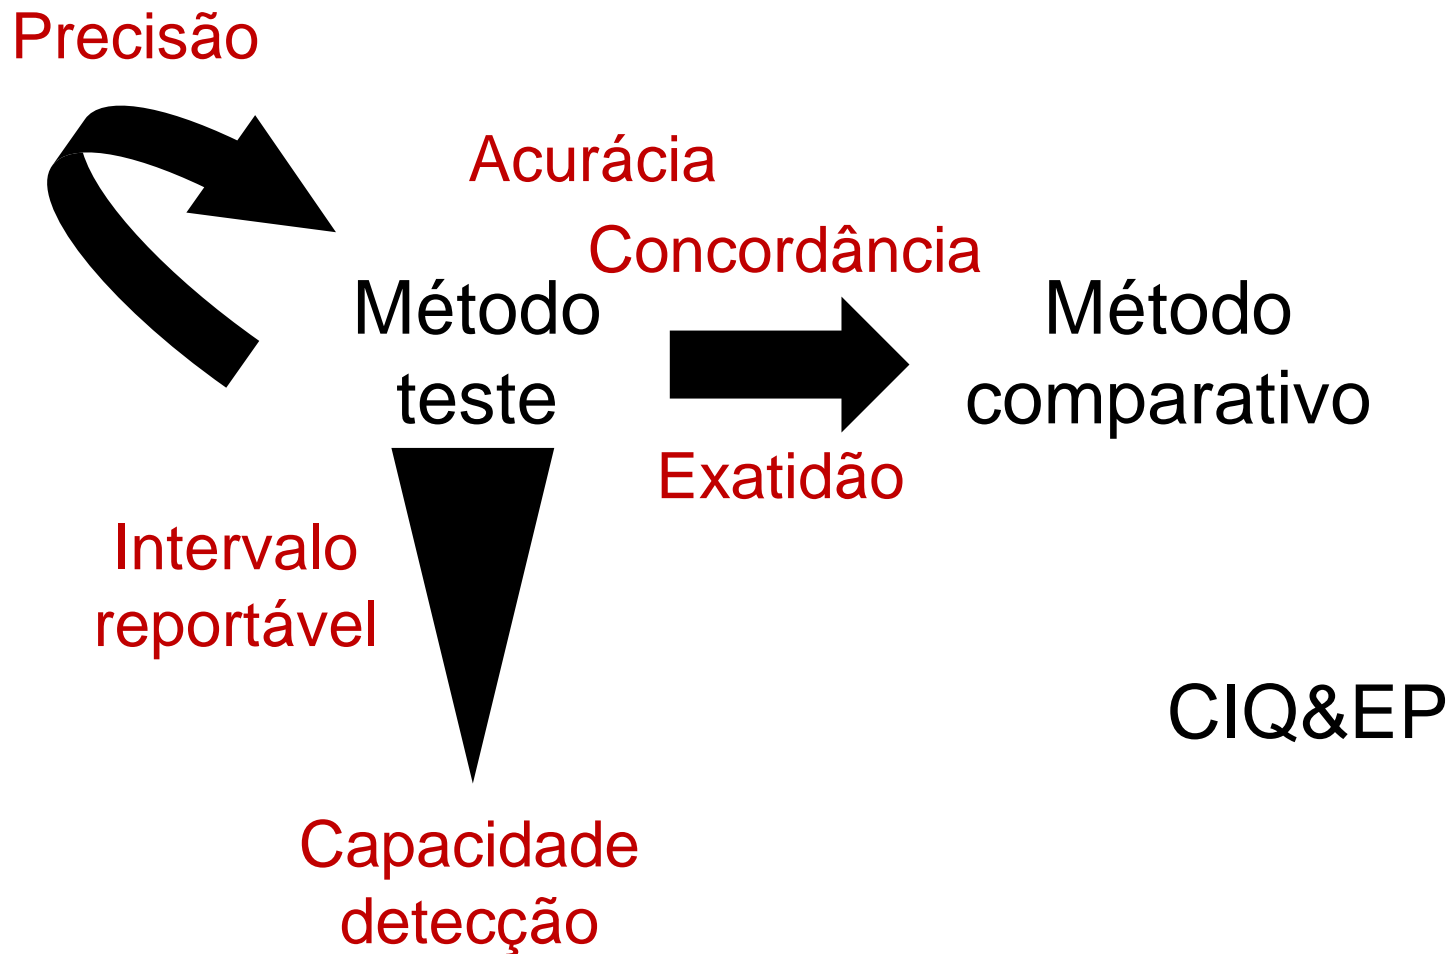 Precisão
Acurácia
Concordância
Método
teste
Método
comparativo
Exatidão
Intervalo
reportável
CIQ&EP
Capacidade
detecção